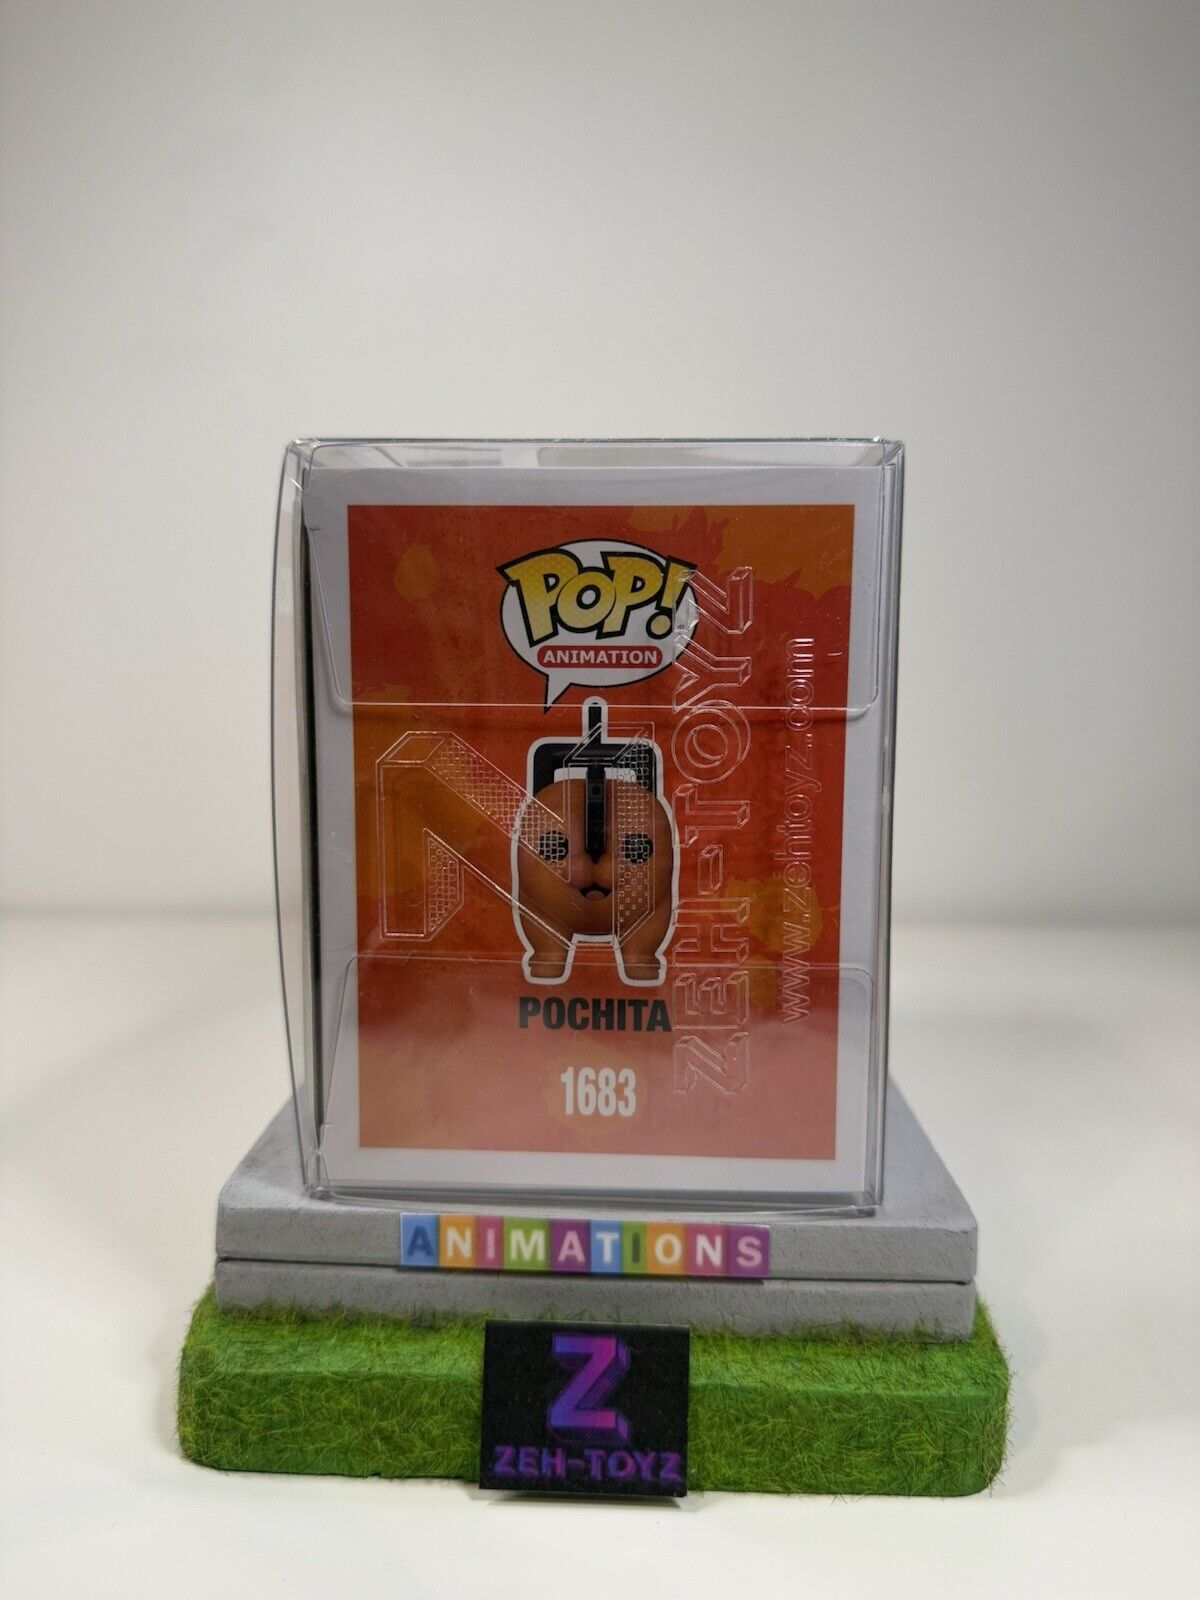 POP!
ANIMATION
ZEH-TOYZ
www.zehtoyz.com
POCHITA
1683
ANIMATIONS
Z
ZEH-TOYZ